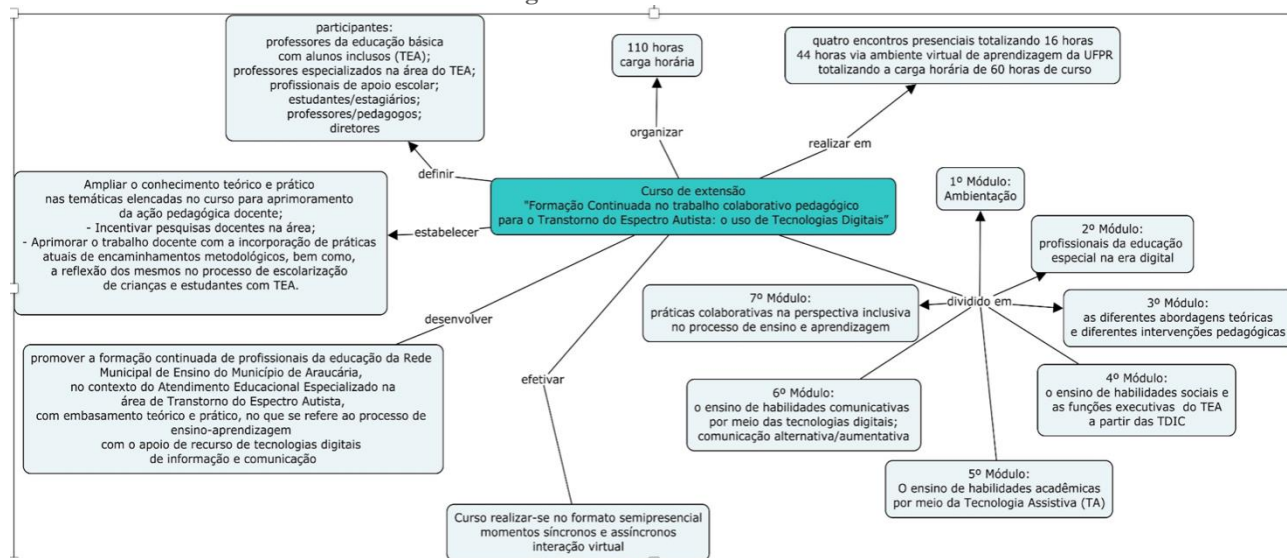 participantes:
professores da educação básica
com alunos inclusos (TEA);
professores especializados na área do TEA;
profissionais de apoio escolar;
estudantes/estagiários;
professores/pedagogos;
diretores
110 horas
carga horária
quatro encontros presenciais totalizando 16 horas
44 horas via ambiente virtual de aprendizagem da UFPR
totalizando a carga horária de 60 horas de curso
organizar
realizar em
definir
Ampliar o conhecimento teórico e prático
nas temáticas elencadas no curso para aprimoramento
da ação pedagógica docente;
- Incentivar pesquisas docentes na área;
- Aprimorar o trabalho docente com a incorporação de práticas
atuais de encaminhamentos metodológicos, bem como,
a reflexão dos mesmos no processo de escolarização
de crianças e estudantes com TEA.
estabelecer
Curso de extensão
"Formação Continuada no trabalho colaborativo pedagógico
para o Transtorno do Espectro Autista: o uso de Tecnologias Digitais”
1º Módulo:
Ambientação
2º Módulo:
profissionais da educação
especial na era digital
dividido em
3º Módulo:
as diferentes abordagens teóricas
e diferentes intervenções pedagógicas
7º Módulo:
práticas colaborativas na perspectiva inclusiva
no processo de ensino e aprendizagem
desenvolver
promover a formação continuada de profissionais da educação da Rede
Municipal de Ensino do Município de Araucária,
no contexto do Atendimento Educacional Especializado na
área de Transtorno do Espectro Autista,
com embasamento teórico e prático, no que se refere ao processo de
ensino-aprendizagem
com o apoio de recurso de tecnologias digitais
de informação e comunicação
efetivar
6º Módulo:
o ensino de habilidades comunicativas
por meio das tecnologias digitais;
comunicação alternativa/aumentativa
4º Módulo:
o ensino de habilidades sociais e
as funções executivas do TEA
a partir das TDIC
5º Módulo:
O ensino de habilidades acadêmicas
por meio da Tecnologia Assistiva (TA)
Curso realizar-se no formato semipresencial
momentos síncronos e assíncronos
interação virtual